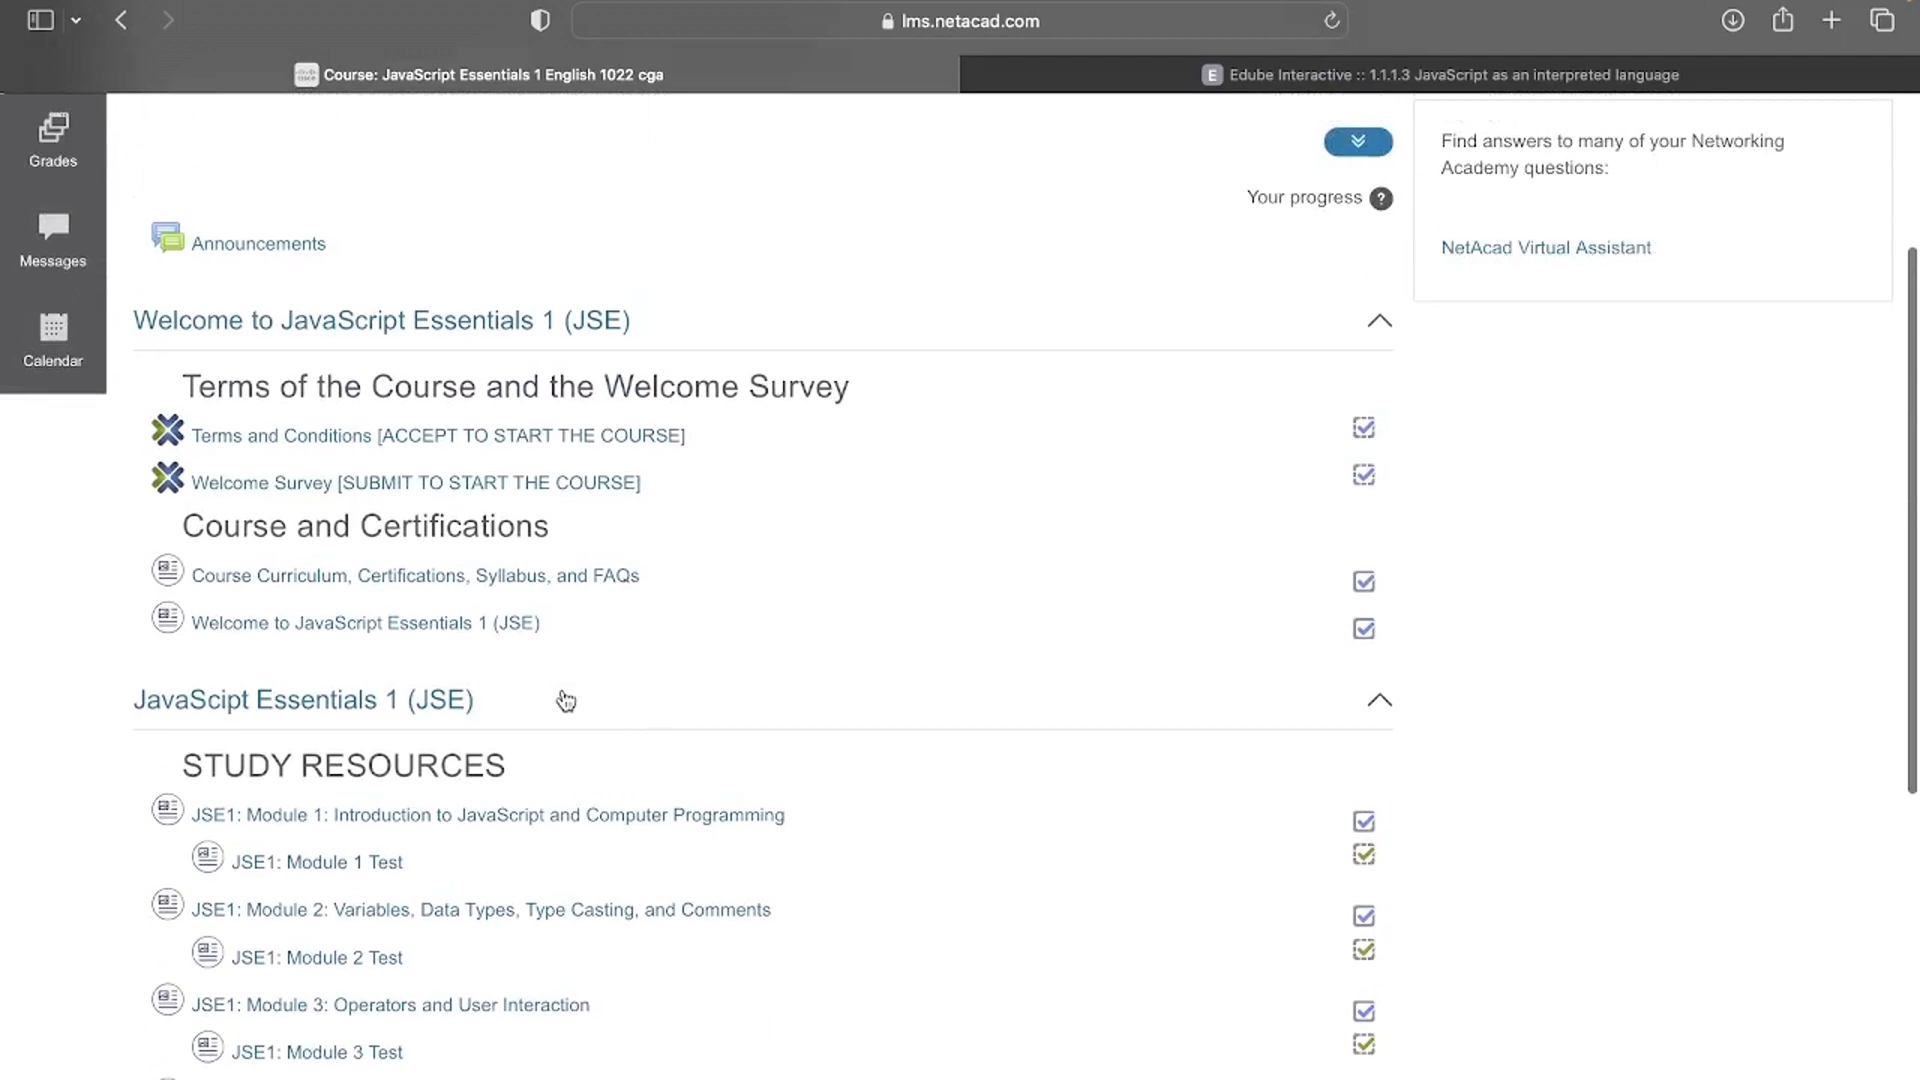 lms.netacad.com
Course: JavaScript Essentials 1 English 1022 cga
E Edube Interactive :: 1.1.1.3 JavaScript as an interpreted language
Grades
Messages
Calendar
Your progress ?
Announcements
Welcome to JavaScript Essentials 1 (JSE)
Terms of the Course and the Welcome Survey
Terms and Conditions [ACCEPT TO START THE COURSE]
Welcome Survey [SUBMIT TO START THE COURSE]
Course and Certifications
Course Curriculum, Certifications, Syllabus, and FAQs
Welcome to JavaScript Essentials 1 (JSE)
JavaScipt Essentials 1 (JSE)
STUDY RESOURCES
JSE1: Module 1: Introduction to JavaScript and Computer Programming
JSE1: Module 1 Test
JSE1: Module 2: Variables, Data Types, Type Casting, and Comments
JSE1: Module 2 Test
JSE1: Module 3: Operators and User Interaction
JSE1: Module 3 Test
Find answers to many of your Networking
Academy questions:
NetAcad Virtual Assistant